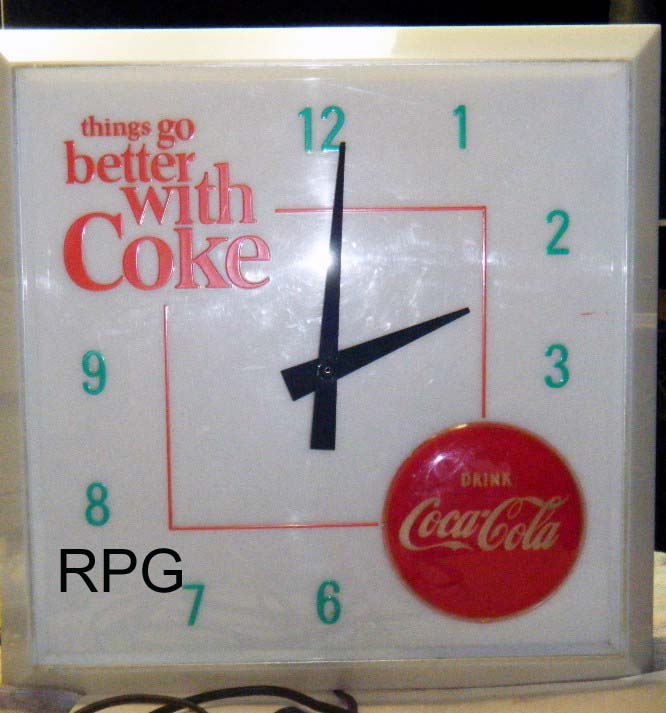 things go
better
with
Coke
12
1
2
3
9
8
7
6
DRINK
Coca-Cola
RPG